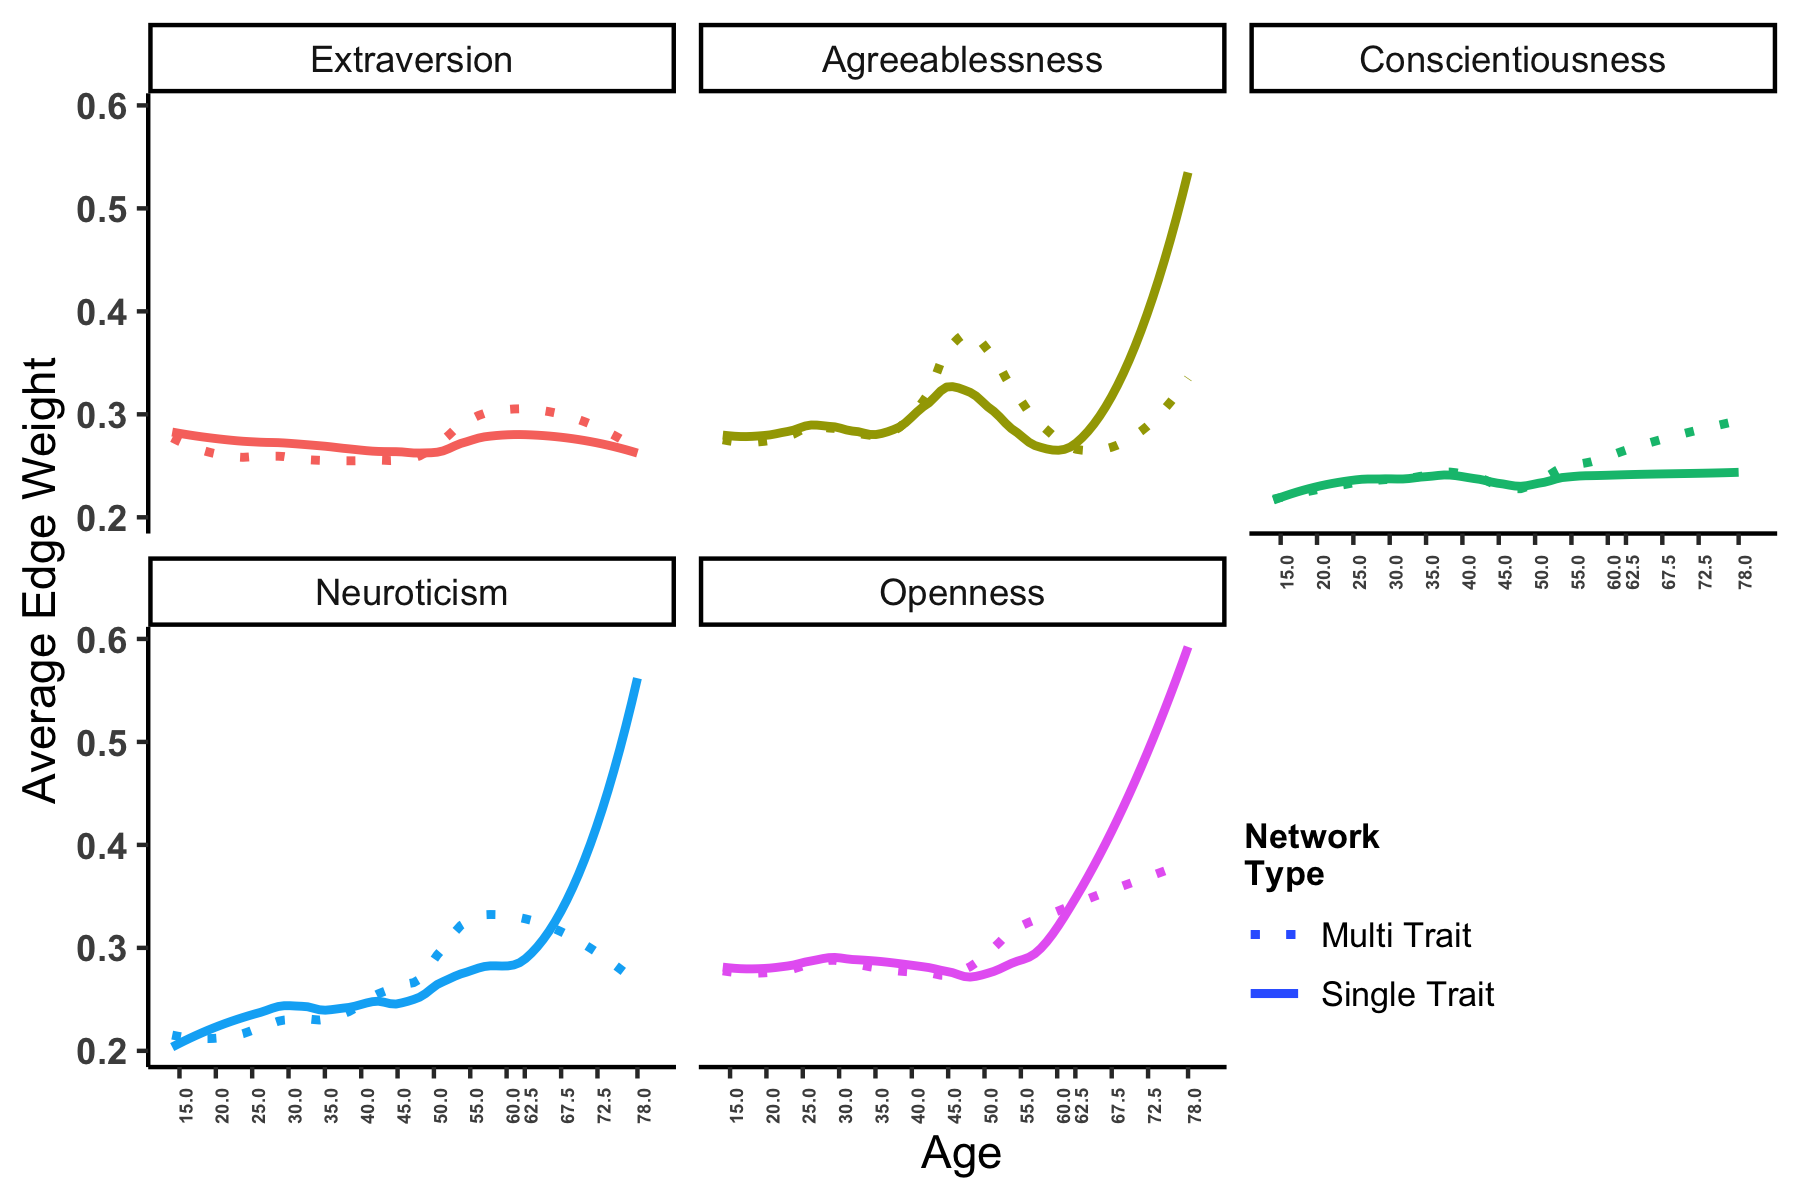 Extraversion
Agreeablessness
Conscientiousness
0.6
0.5
0.4
0.3
0.2
15.0 20.0 25.0 30.0 35.0 40.0 45.0 50.0 55.0 60.0 62.5 67.5 72.5 78.0
Average Edge Weight
Neuroticism
Openness
0.6
0.5
0.4
0.3
0.2
15.0 20.0 25.0 30.0 35.0 40.0 45.0 50.0 55.0 60.0 62.5 67.5 72.5 78.0
15.0 20.0 25.0 30.0 35.0 40.0 45.0 50.0 55.0 60.0 62.5 67.5 72.5 78.0
Age
Network
Type
Multi Trait
Single Trait